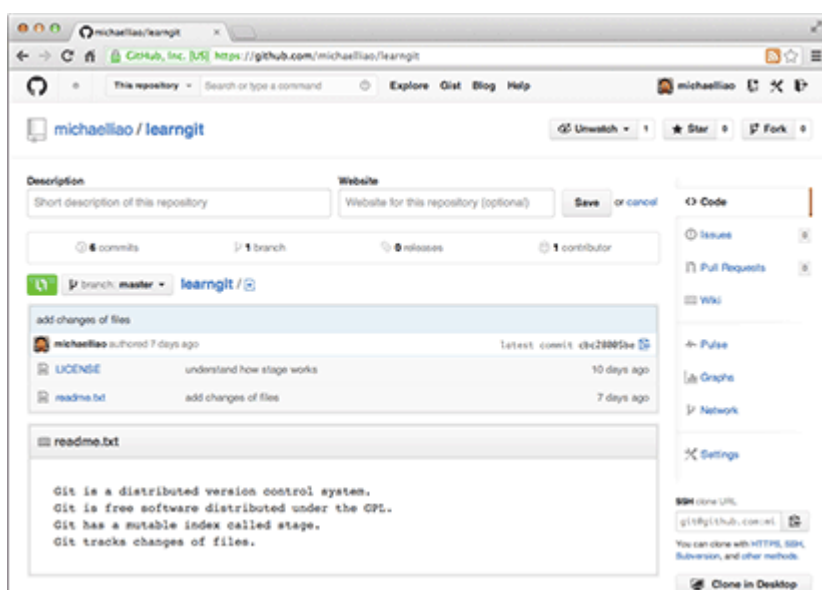 michaelliao/learngit
GitHub, Inc. [US] https://github.com/michaelliao/learngit
This repository Search or type a command Explore Gist Blog Help michaelliao
michaelliao / learngit Unwatch 1 Star 0 Fork 0
Description Website
Short description of this repository Website for this repository (optional) Save or cancel
6 commits 1 branch 0 releases 1 contributor
branch: master learngit /
add changes of files
michaelliao authored 7 days ago latest commit cbc28005be
LICENSE understand how stage works 10 days ago
readme.txt add changes of files 7 days ago
readme.txt
Git is a distributed version control system.
Git is free software distributed under the GPL.
Git has a mutable index called stage.
Git tracks changes of files.
Code
Issues 0
Pull Requests 0
Wiki
Pulse
Graphs
Network
Settings
SSH clone URL
git@github.com:mi
You can clone with HTTPS, SSH,
Subversion, and other methods.
Clone in Desktop